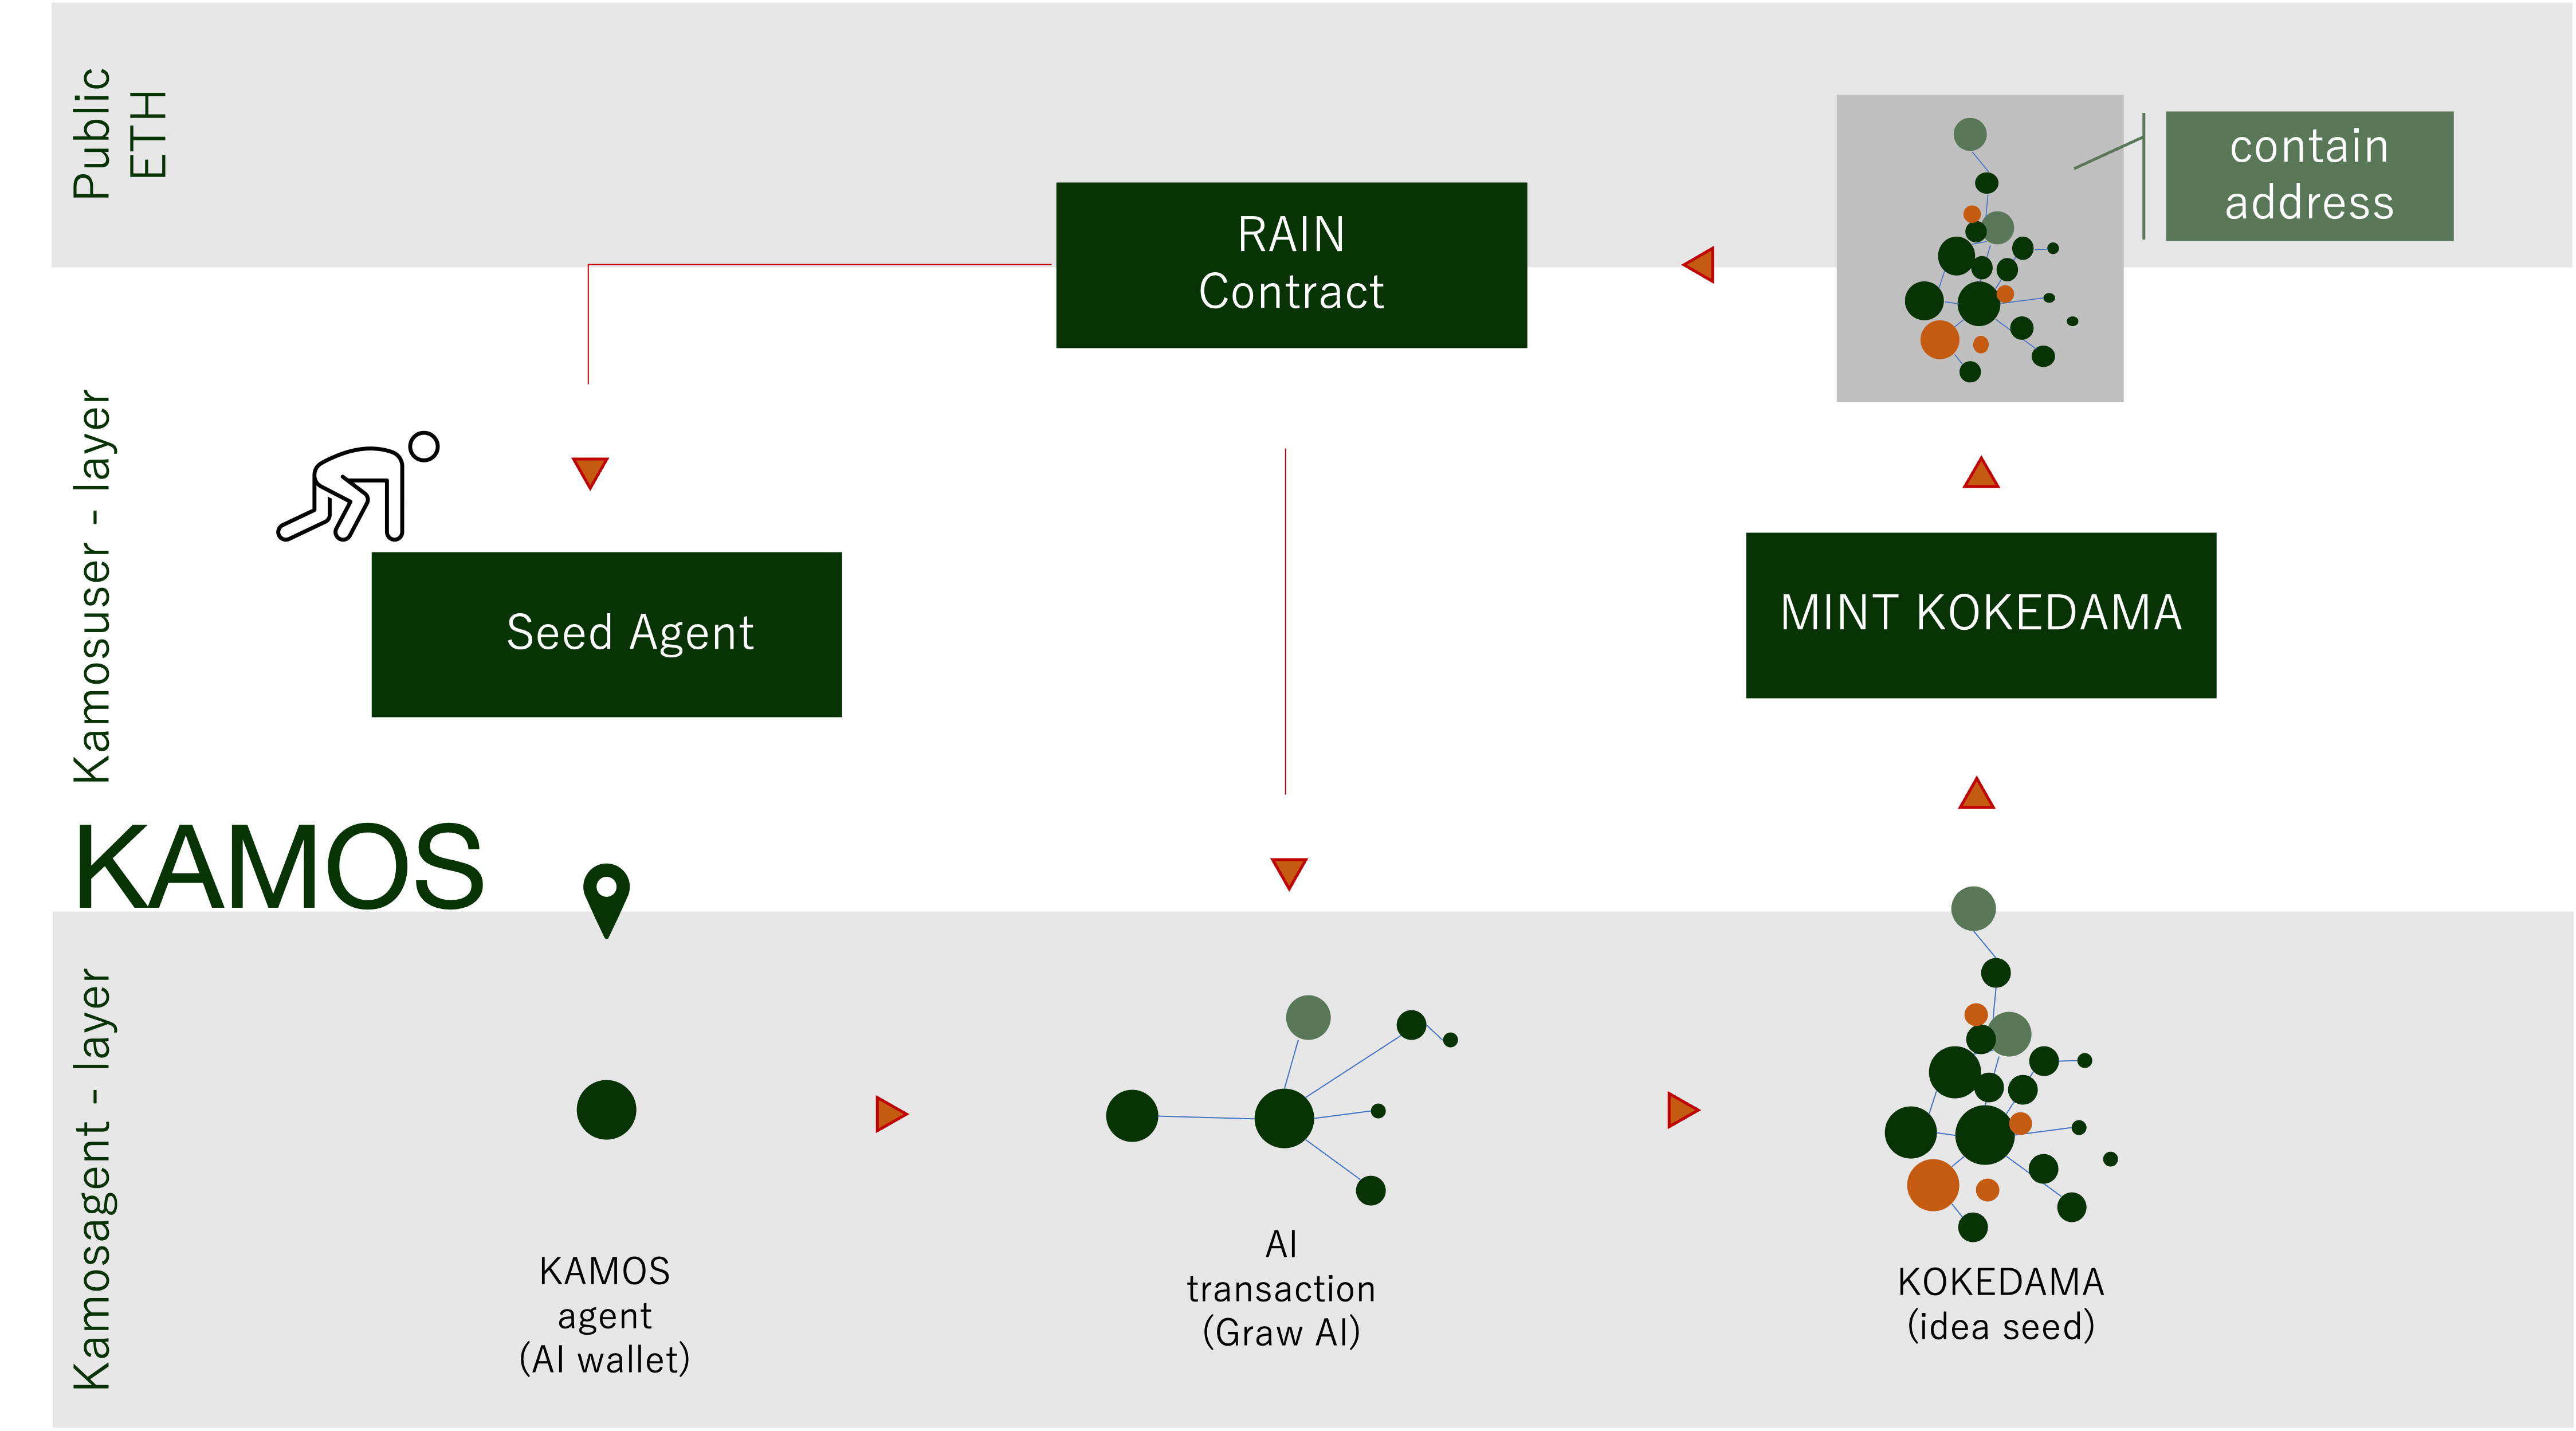 Public
ETH
contain
address
RAIN
Contract
Kamosuser - layer
Seed Agent
MINT KOKEDAMA
KAMOS
Kamosagent - layer
KAMOS
agent
(AI wallet)
AI
transaction
(Graw AI)
KOKEDAMA
(idea seed)